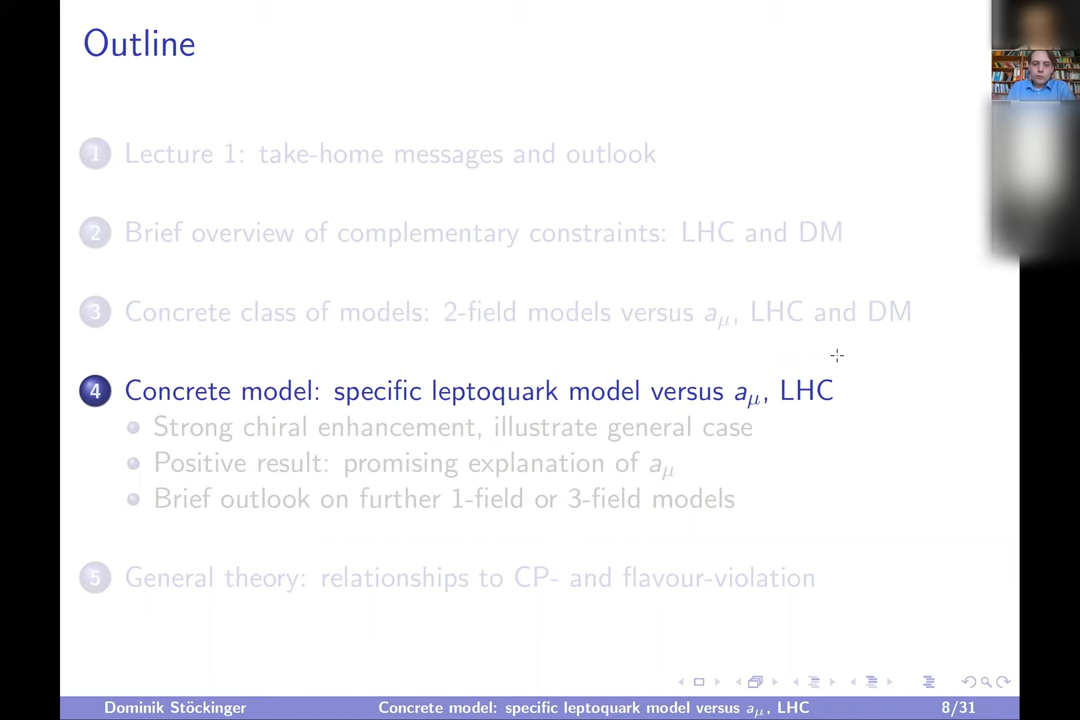 Outline
1 Lecture 1: take-home messages and outlook
2 Brief overview of complementary constraints: LHC and DM
3 Concrete class of models: 2-field models versus aμ, LHC and DM
4 Concrete model: specific leptoquark model versus aμ, LHC
Strong chiral enhancement, illustrate general case
Positive result: promising explanation of aμ
Brief outlook on further 1-field or 3-field models
5 General theory: relationships to CP- and flavour-violation
Dominik Stöckinger Concrete model: specific leptoquark model versus aμ, LHC 8/31